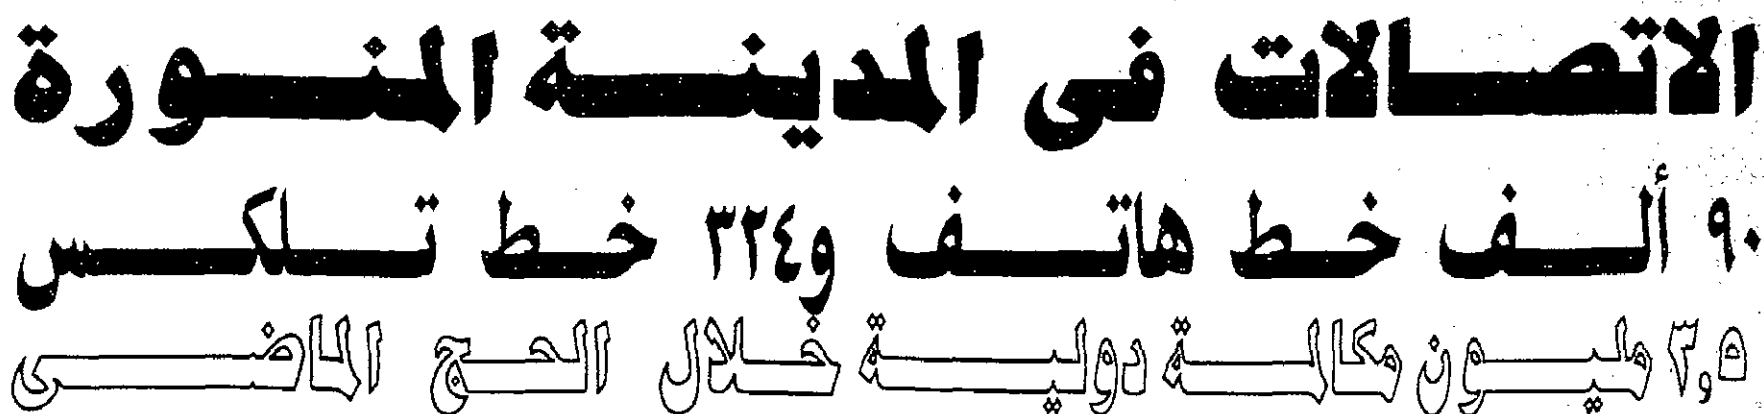 الاتصالات فى المدينة المنورة
٩٠ ألف خط هاتف و٣٢٤ خط تلكس
٣,٥ مليون مكالمة دولية خلال الحج الماضى